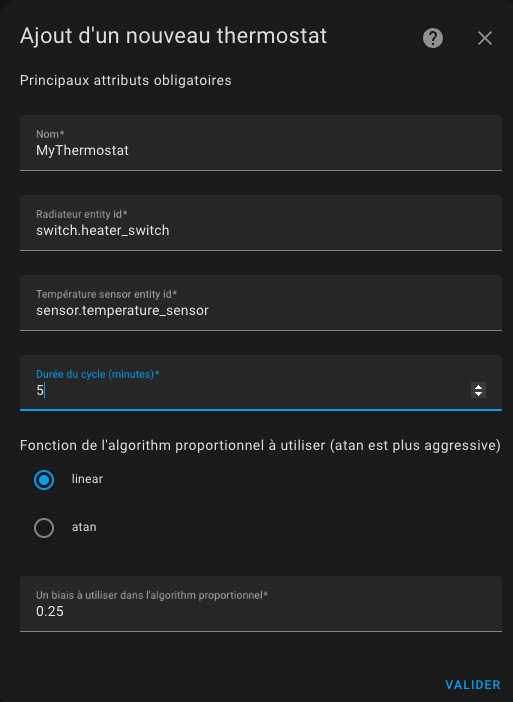 Ajout d'un nouveau thermostat
Principaux attributs obligatoires
Nom*
MyThermostat
Radiateur entity id*
switch.heater_switch
Température sensor entity id*
sensor.temperature_sensor
Durée du cycle (minutes)*
5
Fonction de l'algorithm proportionnel à utiliser (atan est plus aggressive)
linear
atan
Un biais à utiliser dans l'algorithm proportionnel*
0.25
VALIDER